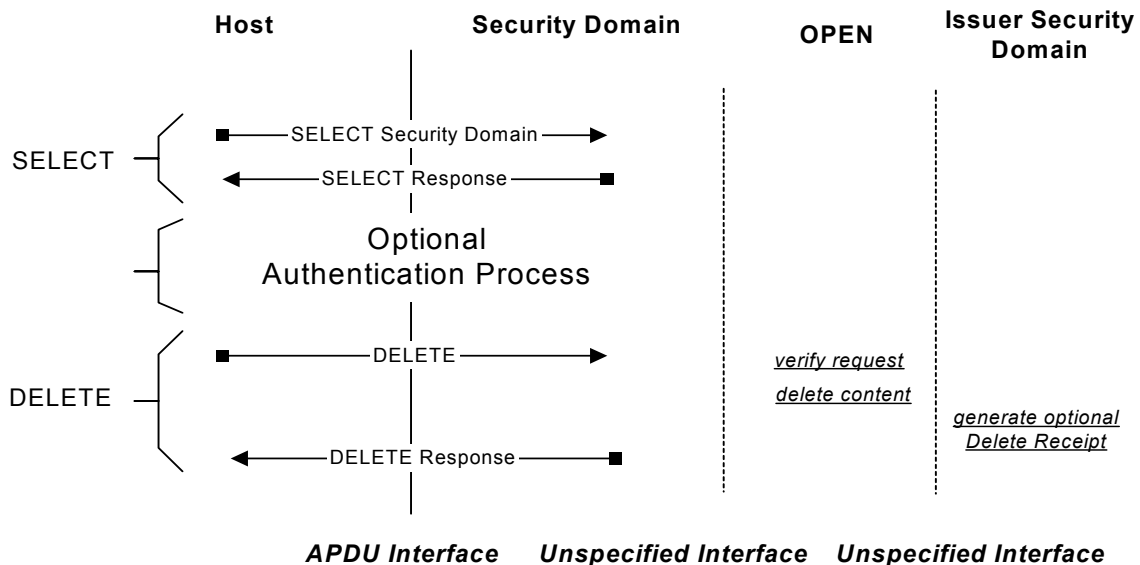 Host
Security Domain
OPEN
Issuer Security
Domain
SELECT
SELECT Security Domain
SELECT Response
Optional
Authentication Process
DELETE
DELETE
verify request
delete content
generate optional
Delete Receipt
DELETE Response
APDU Interface
Unspecified Interface
Unspecified Interface